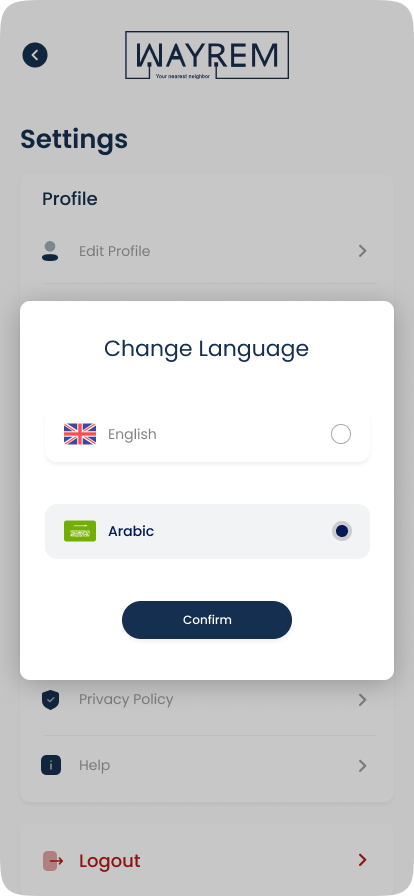 WAYREM
Your nearest neighbor
Settings
Profile
Edit Profile
Change Language
English
Arabic
Confirm
Privacy Policy
Help
Logout